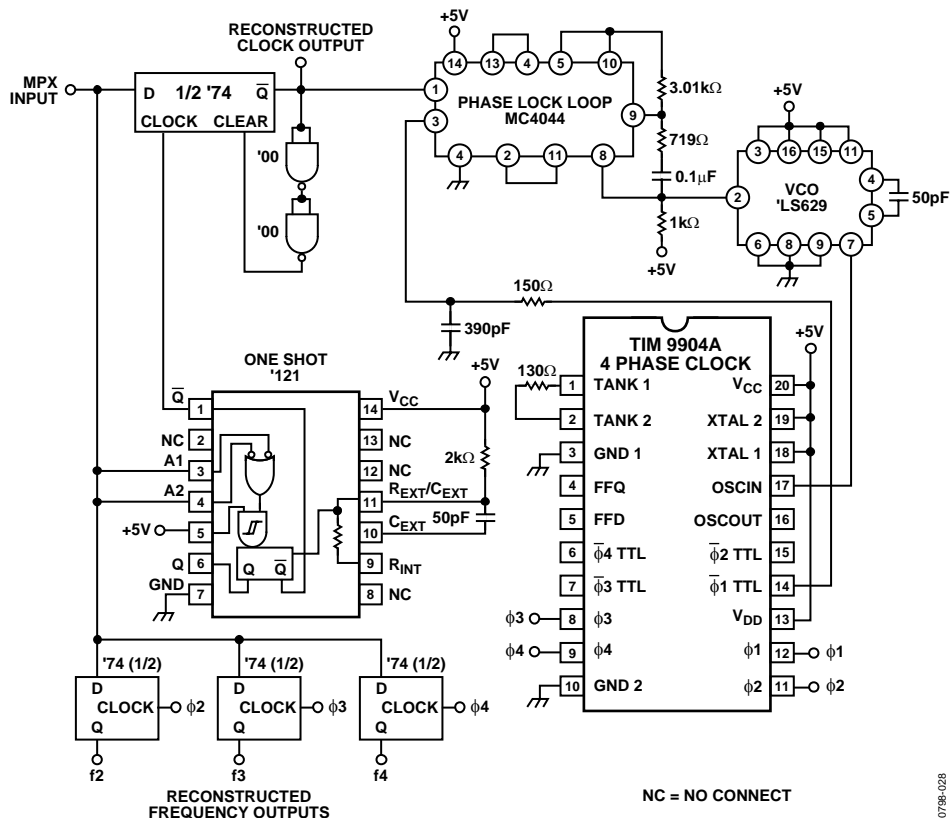 RECONSTRUCTED
CLOCK OUTPUT
MPX
INPUT
D 1/2 '74 Q̅
CLOCK CLEAR
'00
'00
+5V
14 13 4 5 10
1
PHASE LOCK LOOP
MC4044
3
9
4 2 11 8
3.01kΩ
719Ω
0.1µF
1kΩ
+5V
+5V
3 16 15 11
2
VCO
'LS629
4
5
50pF
6 8 9 7
150Ω
390pF
ONE SHOT
'121
+5V
Q̅ 1
NC 2
A1 3
A2 4
+5V 5
Q 6
GND 7
Q Q̅
14 VCC
13 NC
12 NC
11 REXT/CEXT
10 CEXT
9 RINT
8 NC
2kΩ
50pF
TIM 9904A
4 PHASE CLOCK
130Ω
+5V
1 TANK 1
2 TANK 2
3 GND 1
4 FFQ
5 FFD
6 ϕ̅4 TTL
7 ϕ̅3 TTL
ϕ3 8 ϕ3
ϕ4 9 ϕ4
10 GND 2
VCC 20
XTAL 2 19
XTAL 1 18
OSCIN 17
OSCOUT 16
ϕ̅2 TTL 15
ϕ̅1 TTL 14
VDD 13
ϕ1 12 ϕ1
ϕ2 11 ϕ2
'74 (1/2) '74 (1/2) '74 (1/2)
D D D
CLOCK ϕ2 CLOCK ϕ3 CLOCK ϕ4
Q Q Q
f2 f3 f4
RECONSTRUCTED
FREQUENCY OUTPUTS
NC = NO CONNECT
0798-028